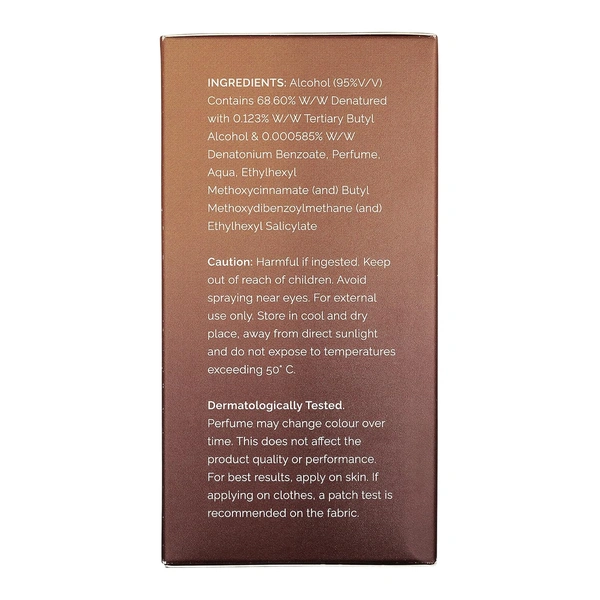 INGREDIENTS: Alcohol (95%V/V)
Contains 68.60% W/W Denatured
with 0.123% W/W Tertiary Butyl
Alcohol & 0.000585% W/W
Denatonium Benzoate, Perfume,
Aqua, Ethylhexyl
Methoxycinnamate (and) Butyl
Methoxydibenzoylmethane (and)
Ethylhexyl Salicylate
Caution: Harmful if ingested. Keep
out of reach of children. Avoid
spraying near eyes. For external
use only. Store in cool and dry
place, away from direct sunlight
and do not expose to temperatures
exceeding 50° C.
Dermatologically Tested.
Perfume may change colour over
time. This does not affect the
product quality or performance.
For best results, apply on skin. If
applying on clothes, a patch test is
recommended on the fabric.